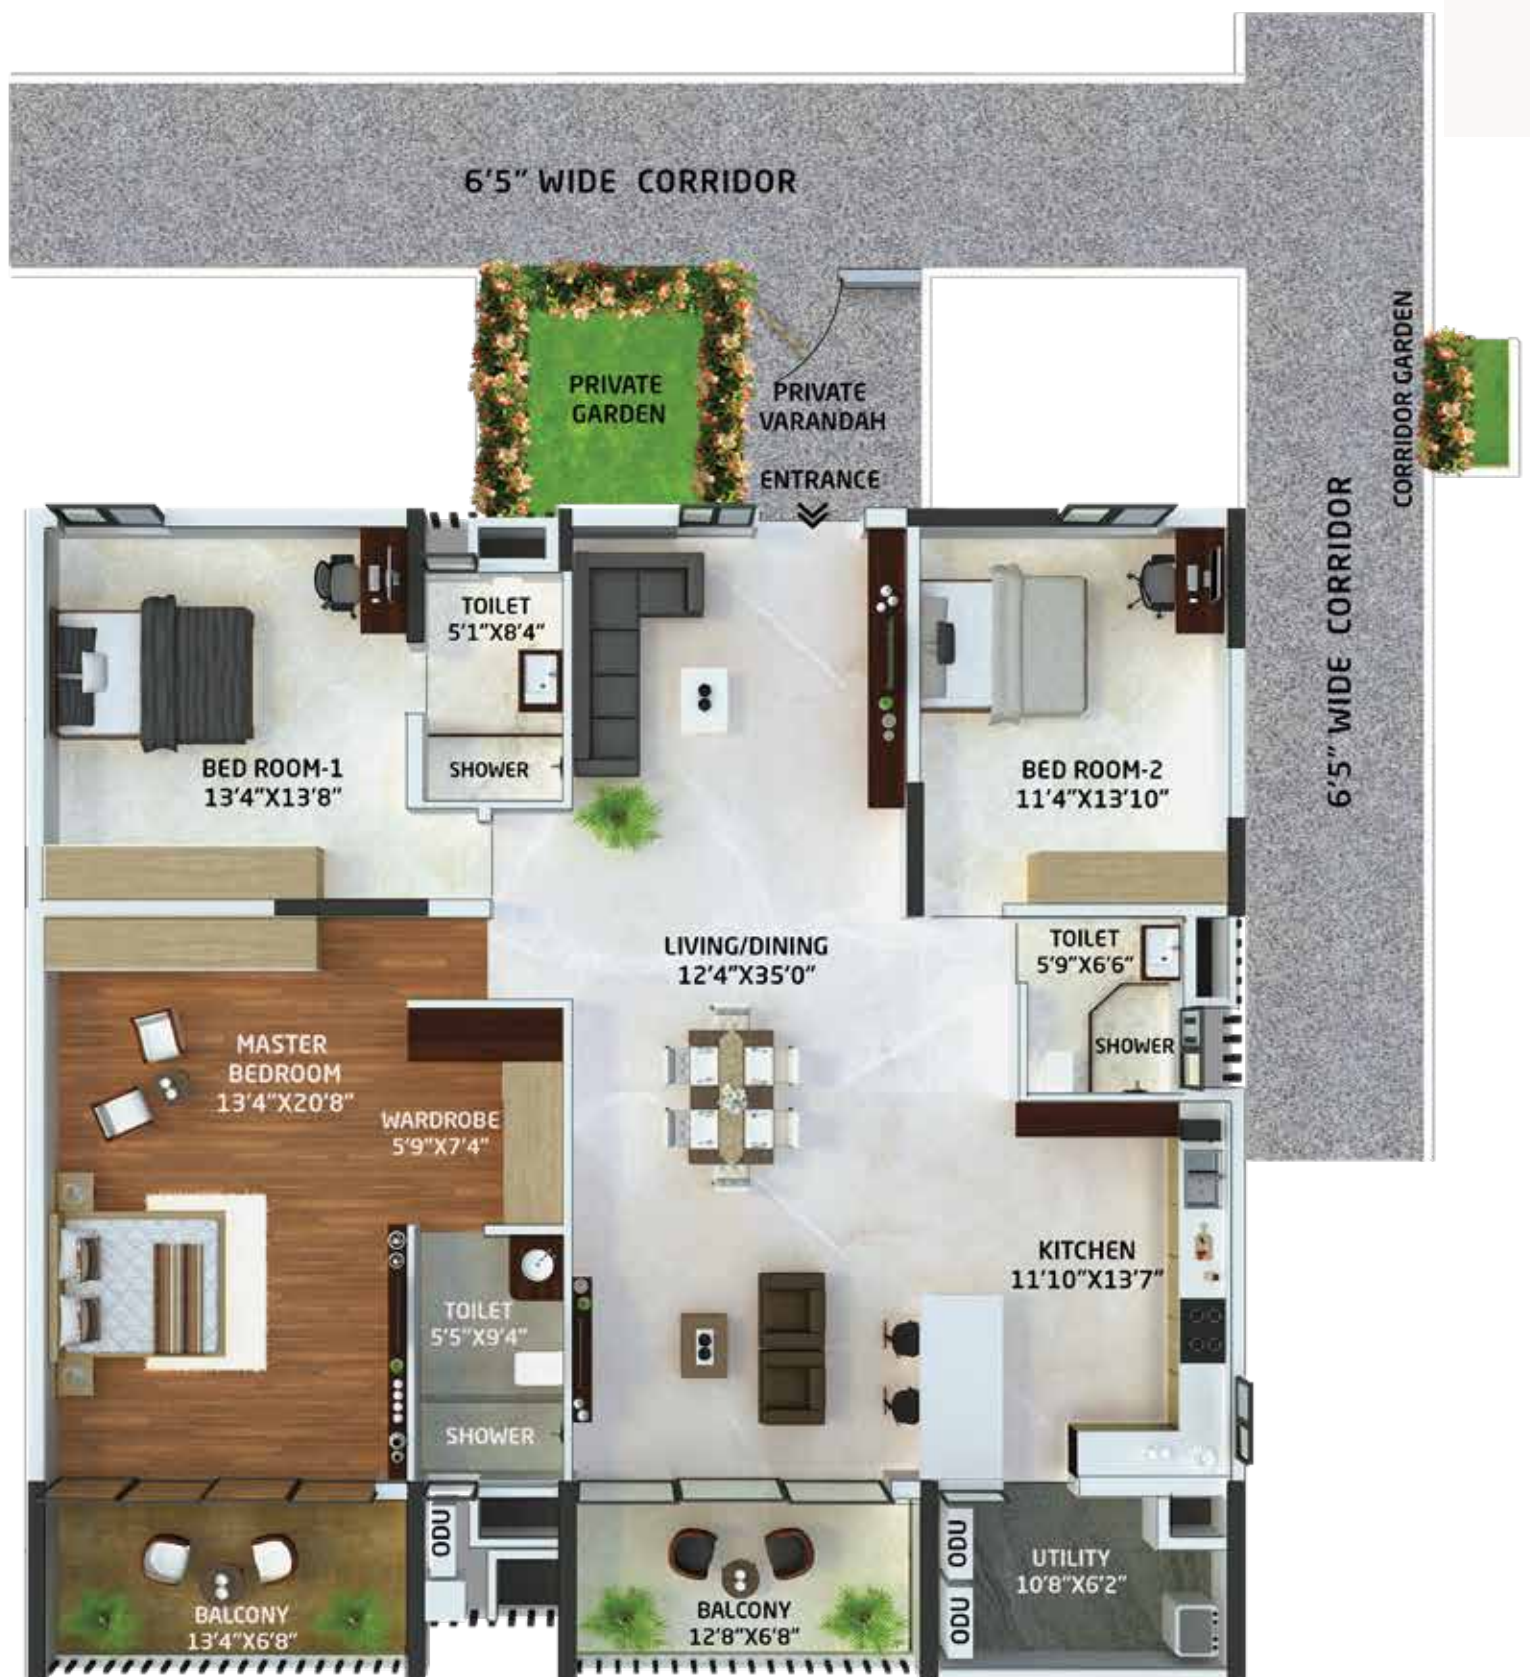 6'5" WIDE CORRIDOR
CORRIDOR GARDEN
PRIVATE
GARDEN
PRIVATE
VARANDAH
ENTRANCE
6'5" WIDE CORRIDOR
TOILET
5'1"X8'4"
SHOWER
BED ROOM-1
13'4"X13'8"
BED ROOM-2
11'4"X13'10"
LIVING/DINING
12'4"X35'0"
TOILET
5'9"X6'6"
SHOWER
MASTER
BEDROOM
13'4"X20'8"
WARDROBE
5'9"X7'4"
KITCHEN
11'10"X13'7"
TOILET
5'5"X9'4"
SHOWER
ODU
ODU
ODU
UTILITY
10'8"X6'2"
BALCONY
13'4"X6'8"
BALCONY
12'8"X6'8"